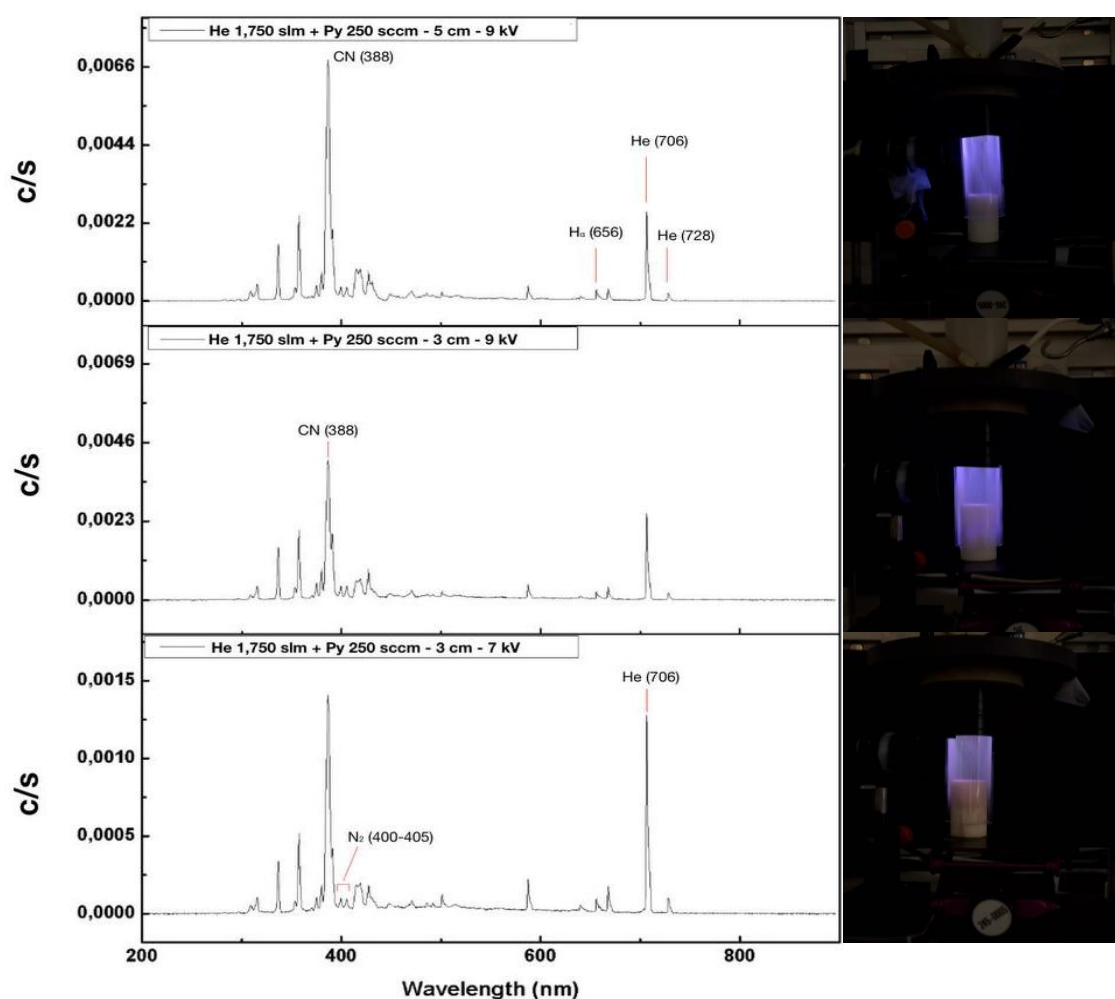 He 1,750 slm + Py 250 sccm - 5 cm - 9 kV
CN (388)
0,0066
0,0044
0,0022
0,0000
c/s
He (706)
Hα (656)
He (728)
He 1,750 slm + Py 250 sccm - 3 cm - 9 kV
0,0069
0,0046
0,0023
0,0000
c/s
CN (388)
He 1,750 slm + Py 250 sccm - 3 cm - 7 kV
0,0015
0,0010
0,0005
0,0000
c/s
He (706)
N₂ (400-405)
200
400
600
800
Wavelength (nm)